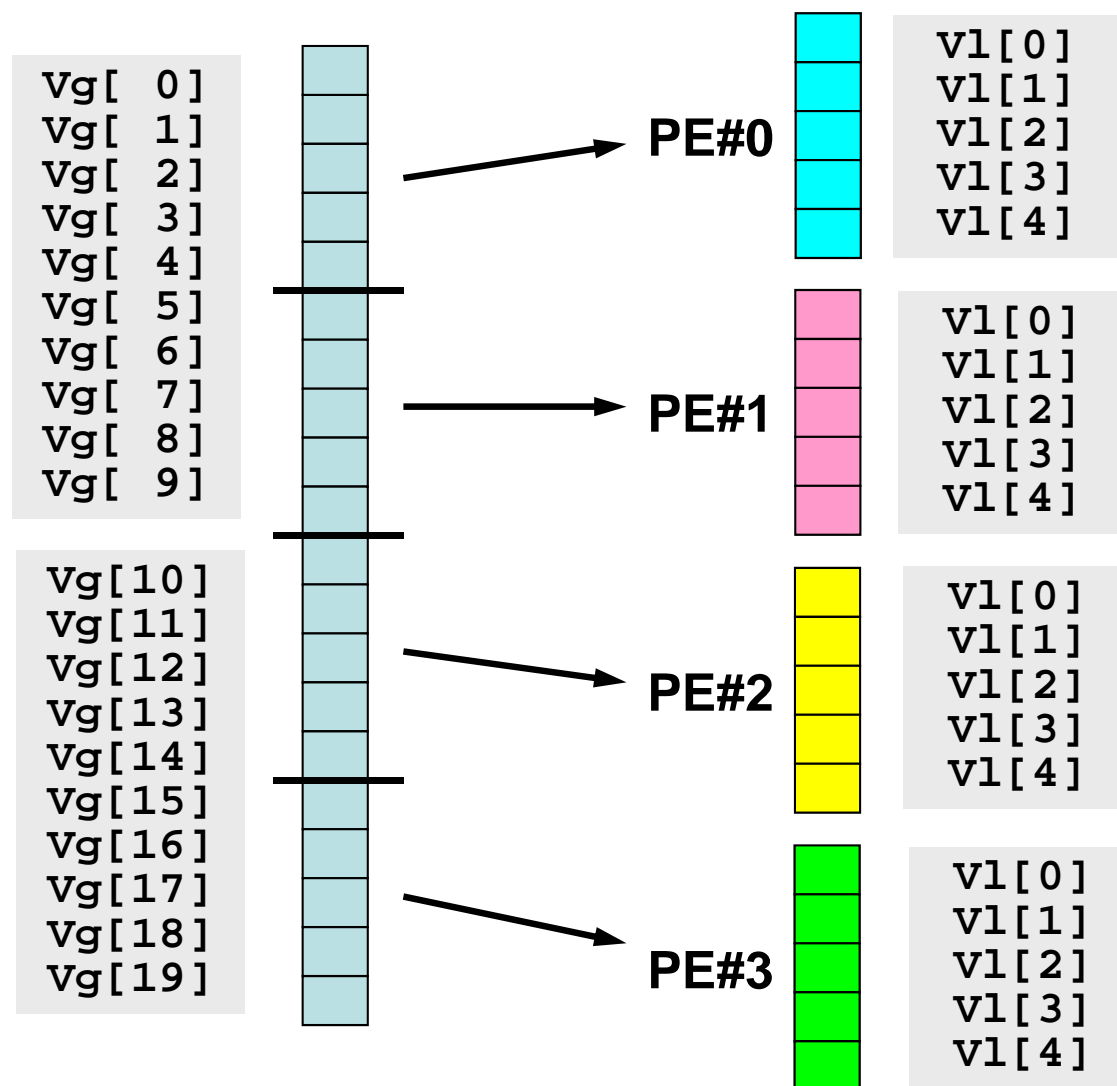 Vg[ 0]
Vg[ 1]
Vg[ 2]
Vg[ 3]
Vg[ 4]
Vg[ 5]
Vg[ 6]
Vg[ 7]
Vg[ 8]
Vg[ 9]
Vg[10]
Vg[11]
Vg[12]
Vg[13]
Vg[14]
Vg[15]
Vg[16]
Vg[17]
Vg[18]
Vg[19]
PE#0
Vl[0]
Vl[1]
Vl[2]
Vl[3]
Vl[4]
PE#1
Vl[0]
Vl[1]
Vl[2]
Vl[3]
Vl[4]
PE#2
Vl[0]
Vl[1]
Vl[2]
Vl[3]
Vl[4]
PE#3
Vl[0]
Vl[1]
Vl[2]
Vl[3]
Vl[4]